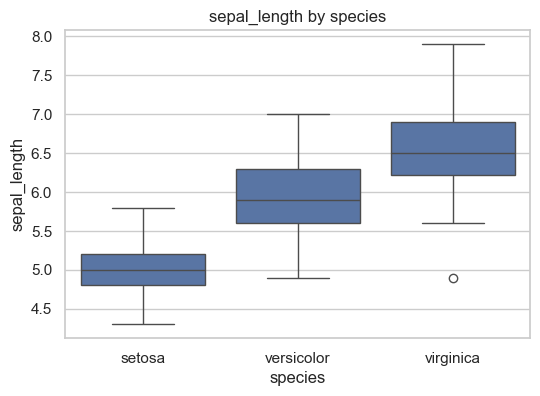 sepal_length by species
sepal_length
8.0
7.5
7.0
6.5
6.0
5.5
5.0
4.5
setosa versicolor virginica
species